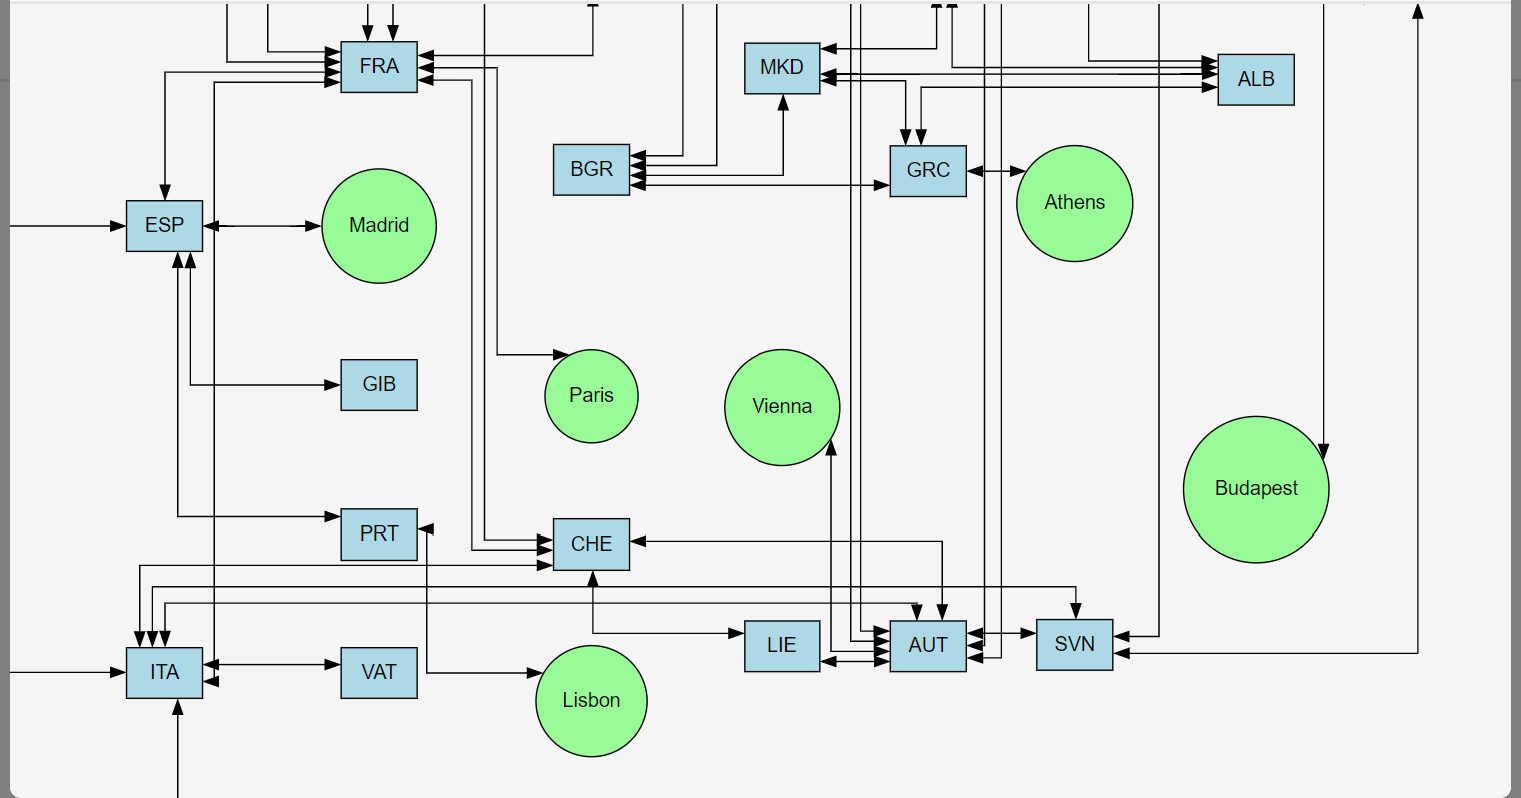 FRA
MKD
ALB
BGR
GRC
Athens
ESP
Madrid
GIB
Paris
Vienna
Budapest
PRT
CHE
ITA
VAT
Lisbon
LIE
AUT
SVN